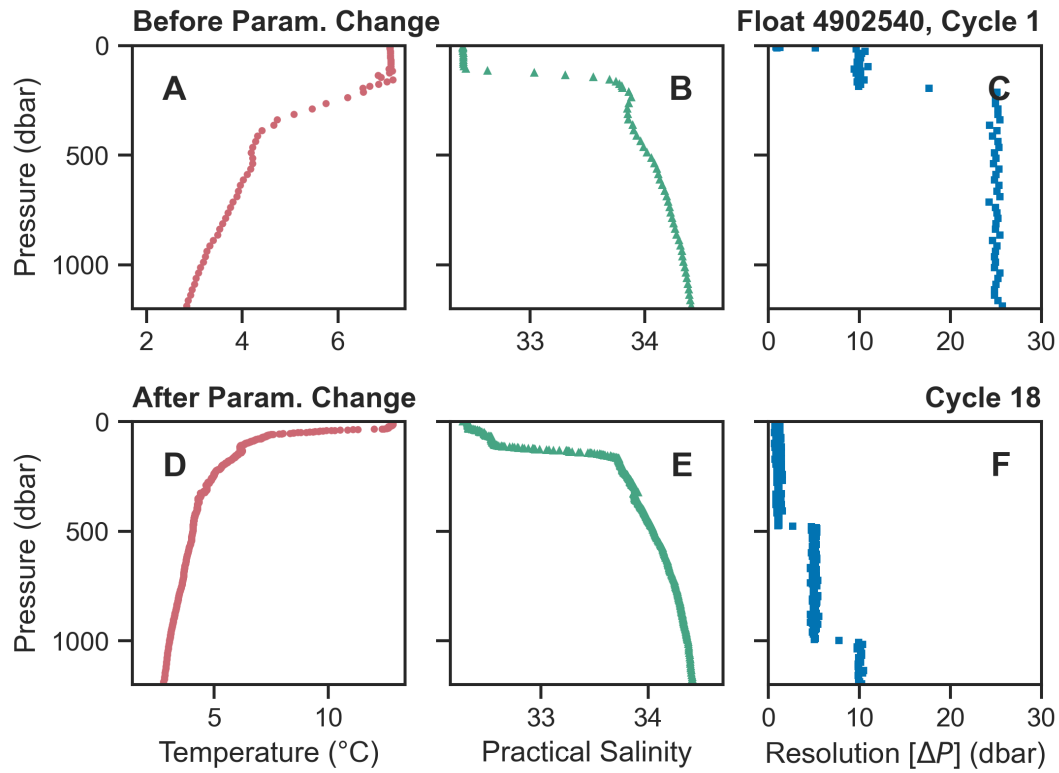 Before Param. Change
Float 4902540, Cycle 1
A
B
C
Pressure (dbar)
0
500
1000
2
4
6
33
34
0
10
20
30
After Param. Change
Cycle 18
D
E
F
Pressure (dbar)
0
500
1000
5
10
33
34
0
10
20
30
Temperature (°C)
Practical Salinity
Resolution [ΔP] (dbar)